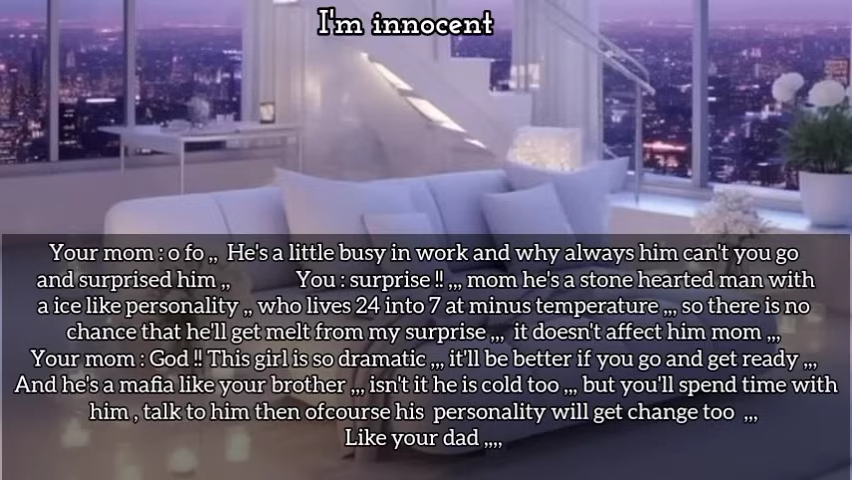 I'm innocent
Your mom : o fo ,, He's a little busy in work and why always him can't you go
and surprised him ,, You : surprise !! ,,, mom he's a stone hearted man with
a ice like personality ,, who lives 24 into 7 at minus temperature ,,, so there is no
chance that he'll get melt from my surprise ,,, it doesn't affect him mom ,,,
Your mom : God !! This girl is so dramatic ,,, it'll be better if you go and get ready ,,,
And he's a mafia like your brother ,,, isn't it he is cold too ,,, but you'll spend time with
him , talk to him then ofcourse his personality will get change too ,,,
Like your dad ,,,,